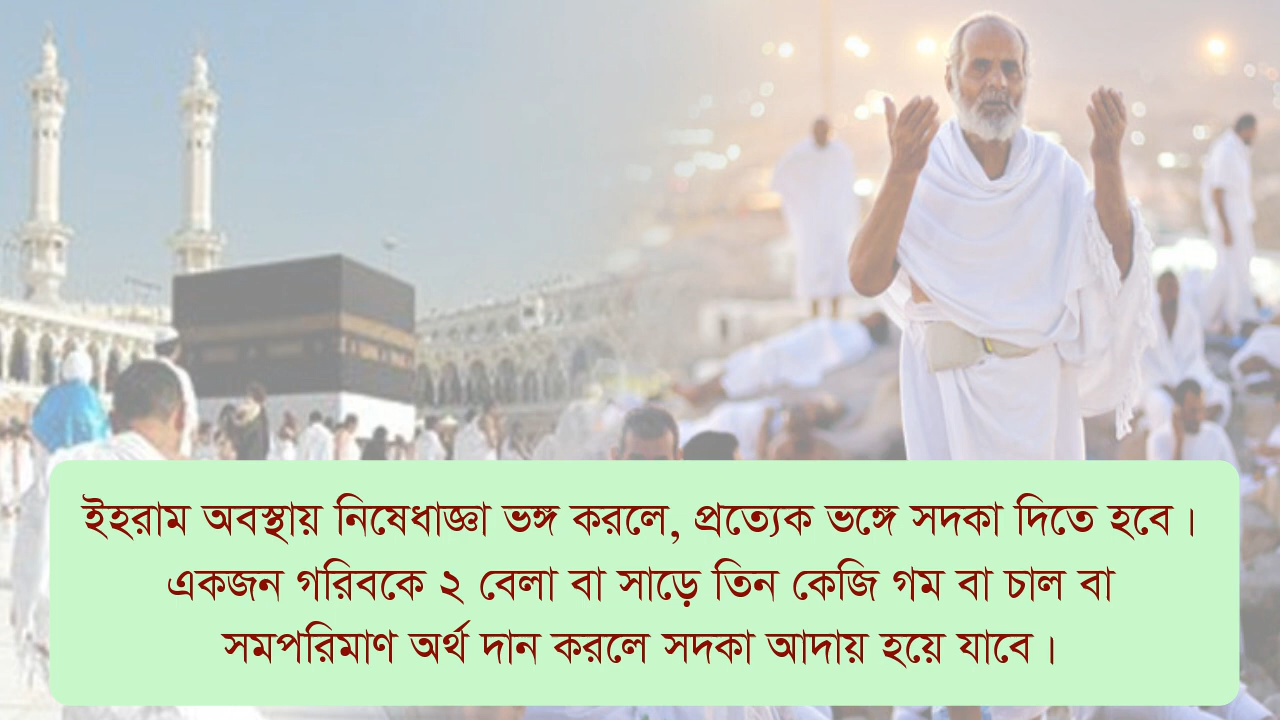 ইহরাম অবস্থায় নিষেধাজ্ঞা ভঙ্গ করলে, প্রত্যেক ভঙ্গে সদকা দিতে হবে।
একজন গরিবকে ২ বেলা বা সাড়ে তিন কেজি গম বা চাল বা
সমপরিমাণ অর্থ দান করলে সদকা আদায় হয়ে যাবে।